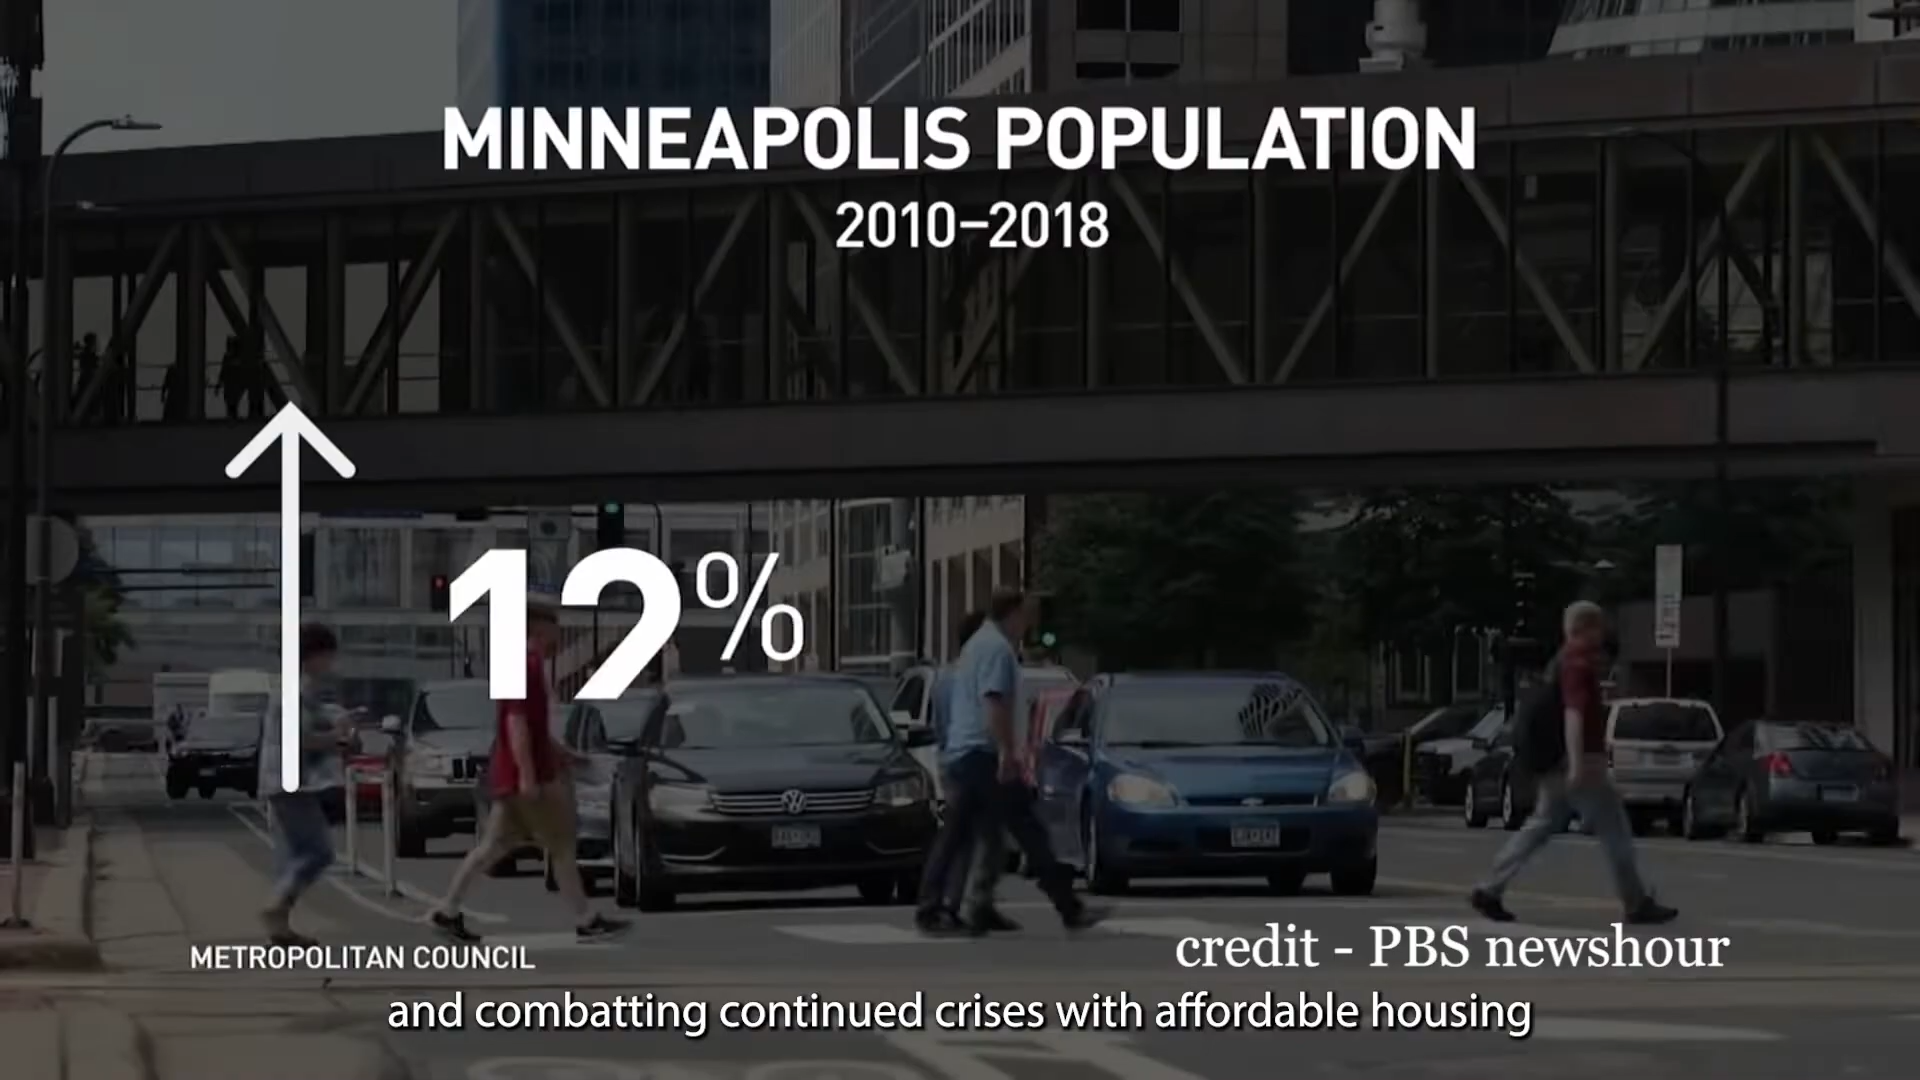 MINNEAPOLIS POPULATION
2010–2018
12%
METROPOLITAN COUNCIL
credit - PBS newshour
and combatting continued crises with affordable housing